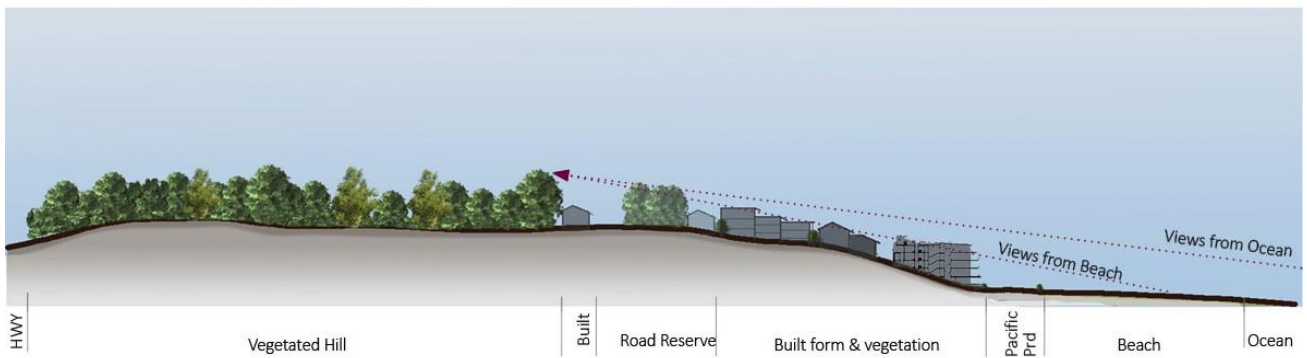 Views from Ocean
Views from Beach
HWY
Vegetated Hill
Built
Road Reserve
Built form & vegetation
Pacific
Prd
Beach
Ocean